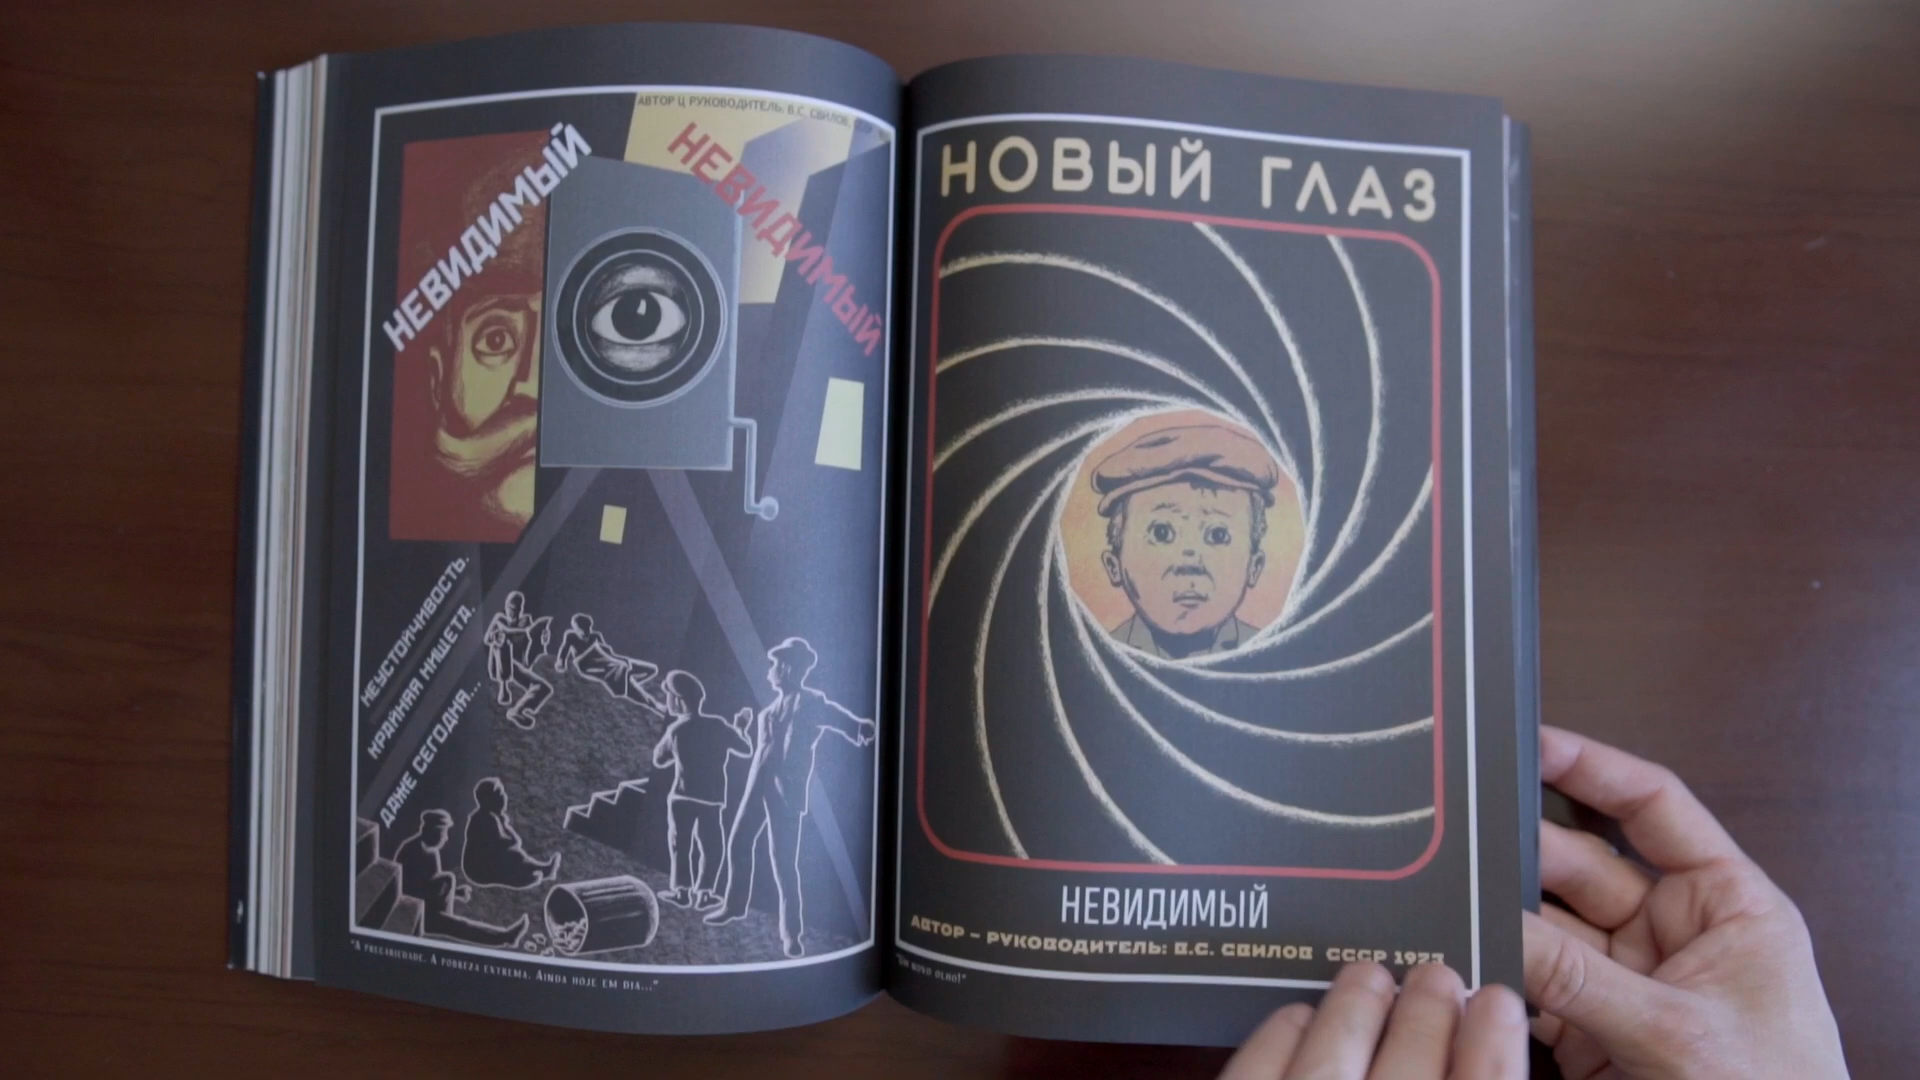 АВТОР Ц РУКОВОДИТЕЛЬ: В.С. СВИЛОВ.
НЕВИДИМЫЙ
НЕВИДИМЫЙ
НЕУСТОЙЧИВОСТЬ.
КРАЙНЯЯ НИЩЕТА.
ДАЖЕ СЕГОДНЯ...
"A PRECARIEDADE. A POBREZA EXTREMA. AINDA HOJE EM DIA..."
НОВЫЙ ГЛАЗ
НЕВИДИМЫЙ
АВТОР – РУКОВОДИТЕЛЬ: В.С. СВИЛОВ СССР 1923
"UM NOVO OLHO!"